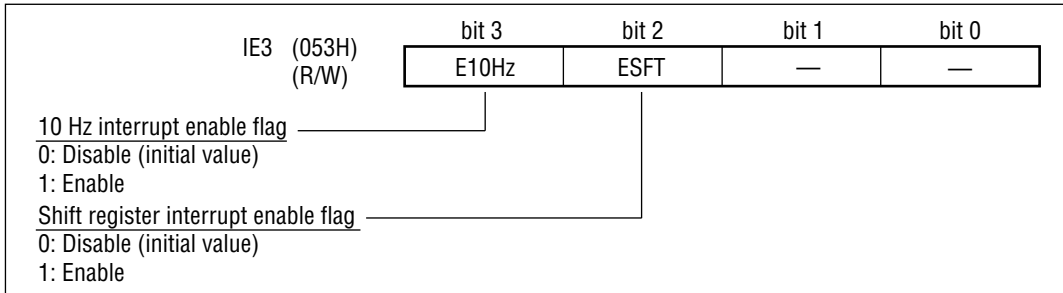 bit 3 bit 2 bit 1 bit 0
IE3 (053H)
(R/W)
E10Hz ESFT — —
10 Hz interrupt enable flag
0: Disable (initial value)
1: Enable
Shift register interrupt enable flag
0: Disable (initial value)
1: Enable